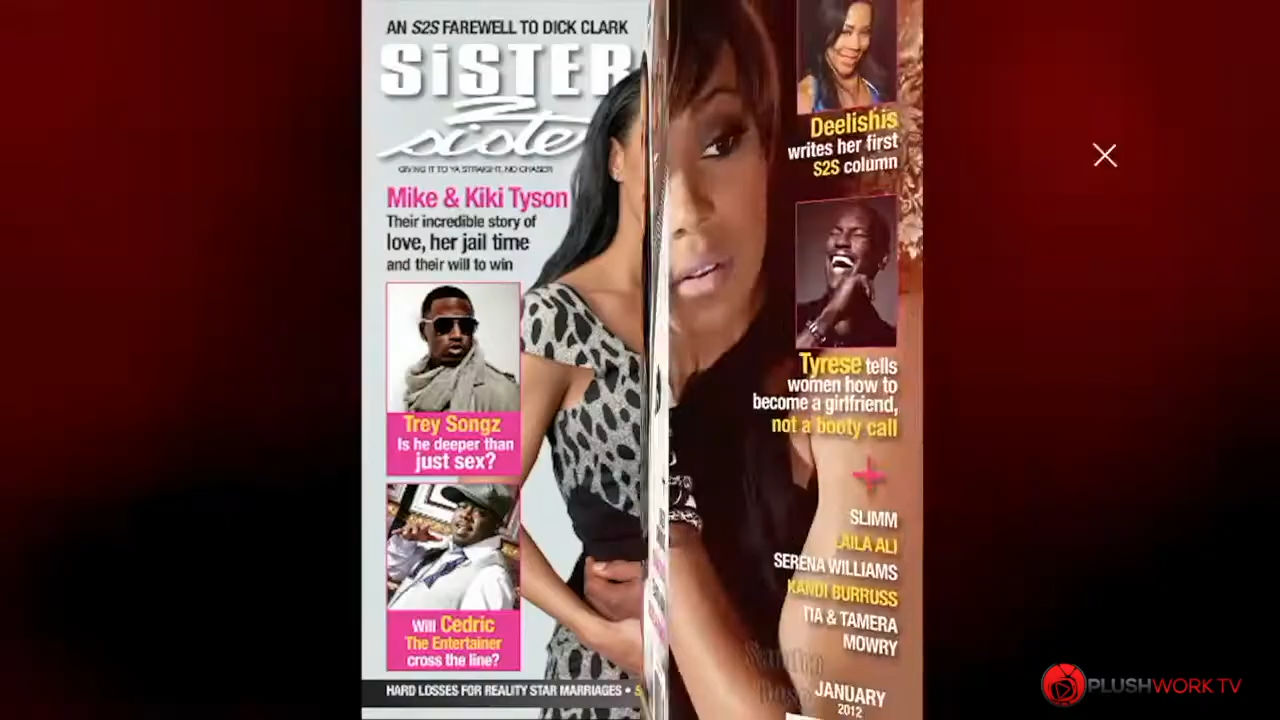 AN S2S FAREWELL TO DICK CLARK
SiSTER
2
siste
GIVING IT TO YA STRAIGHT, NO CHASER
Mike & Kiki Tyson
Their incredible story of
love, her jail time
and their will to win
Trey Songz
Is he deeper than
just sex?
Will Cedric
The Entertainer
cross the line?
HARD LOSSES FOR REALITY STAR MARRIAGES •
Deelishis
writes her first
S2S column
Tyrese tells
women how to
become a girlfriend,
not a booty call
+
SLIMM
LAILA ALI
SERENA WILLIAMS
KANDI BURRUSS
TIA & TAMERA
MOWRY
Sandra
Rose
JANUARY
2012
PLUSHWORK TV